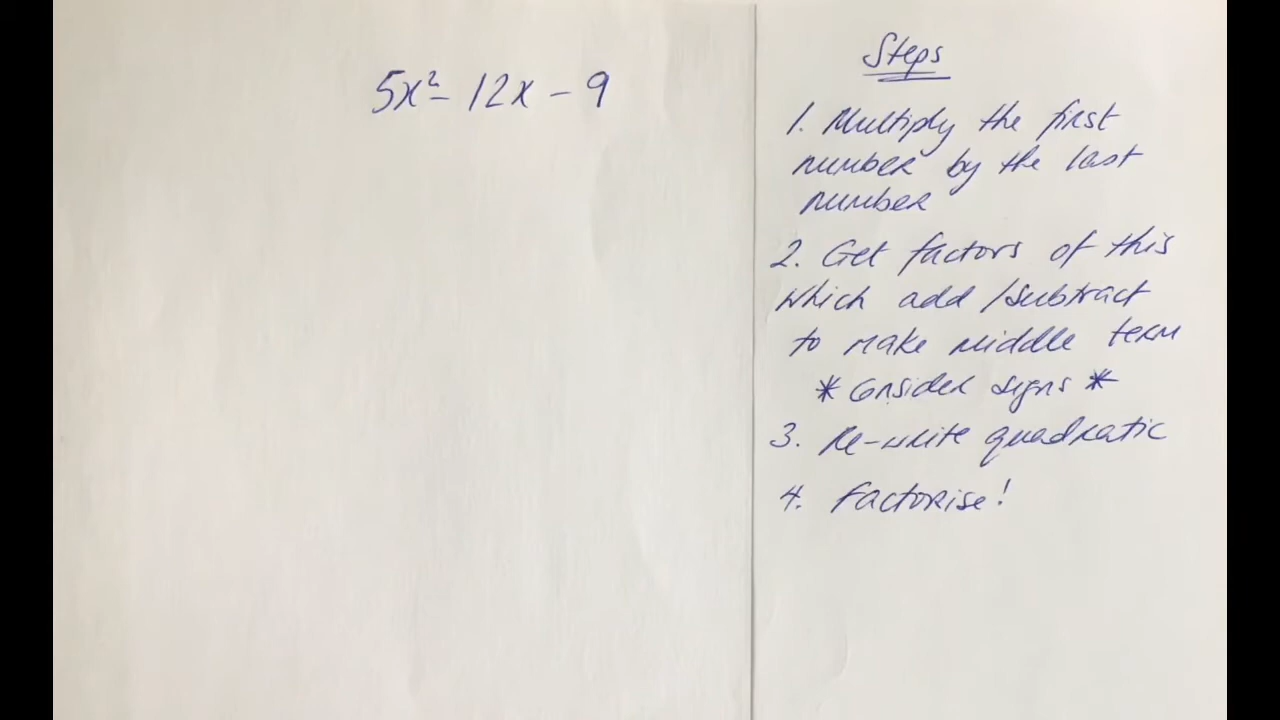 5x² - 12x - 9
Steps
1. Multiply the first
number by the last
number
2. Get factors of this
which add /subtract
to make middle term
* Consider signs *
3. Re-write quadratic
4. Factorise!